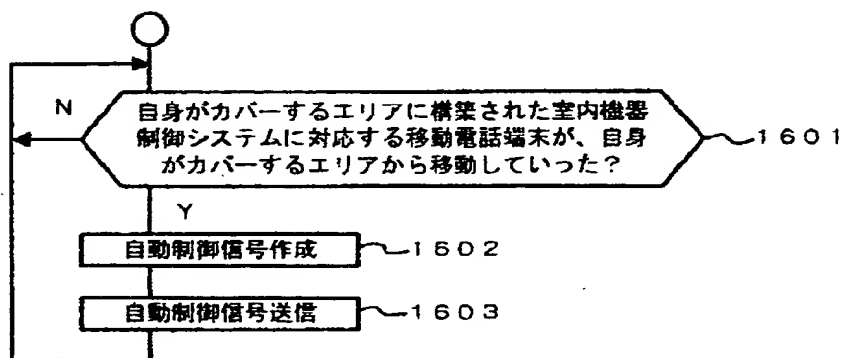 N
自身がカバーするエリアに構築された室内機器
制御システムに対応する移動電話端末が、自身
がカバーするエリアから移動していった？
1601
Y
自動制御信号作成
1602
自動制御信号送信
1603